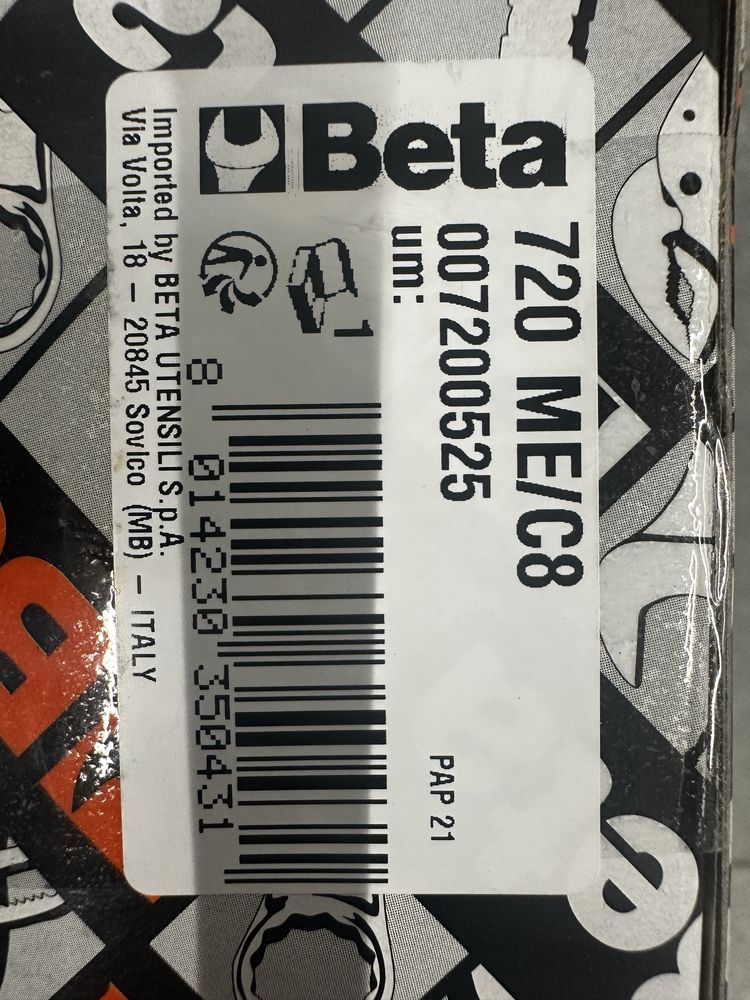 Beta
720 ME/C8
007200525
um:
PAP 21
1
8 014230 350431
Imported by BETA UTENSILI S.p.A.
Via Volta, 18 – 20845 Sovico (MB) – ITALY